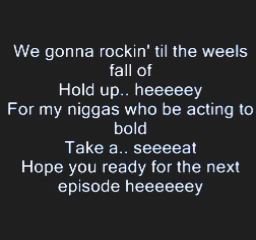 We gonna rockin' til the weels
fall of
Hold up.. heeeeey
For my niggas who be acting to
bold
Take a.. seeeeat
Hope you ready for the next
episode heeeeeey